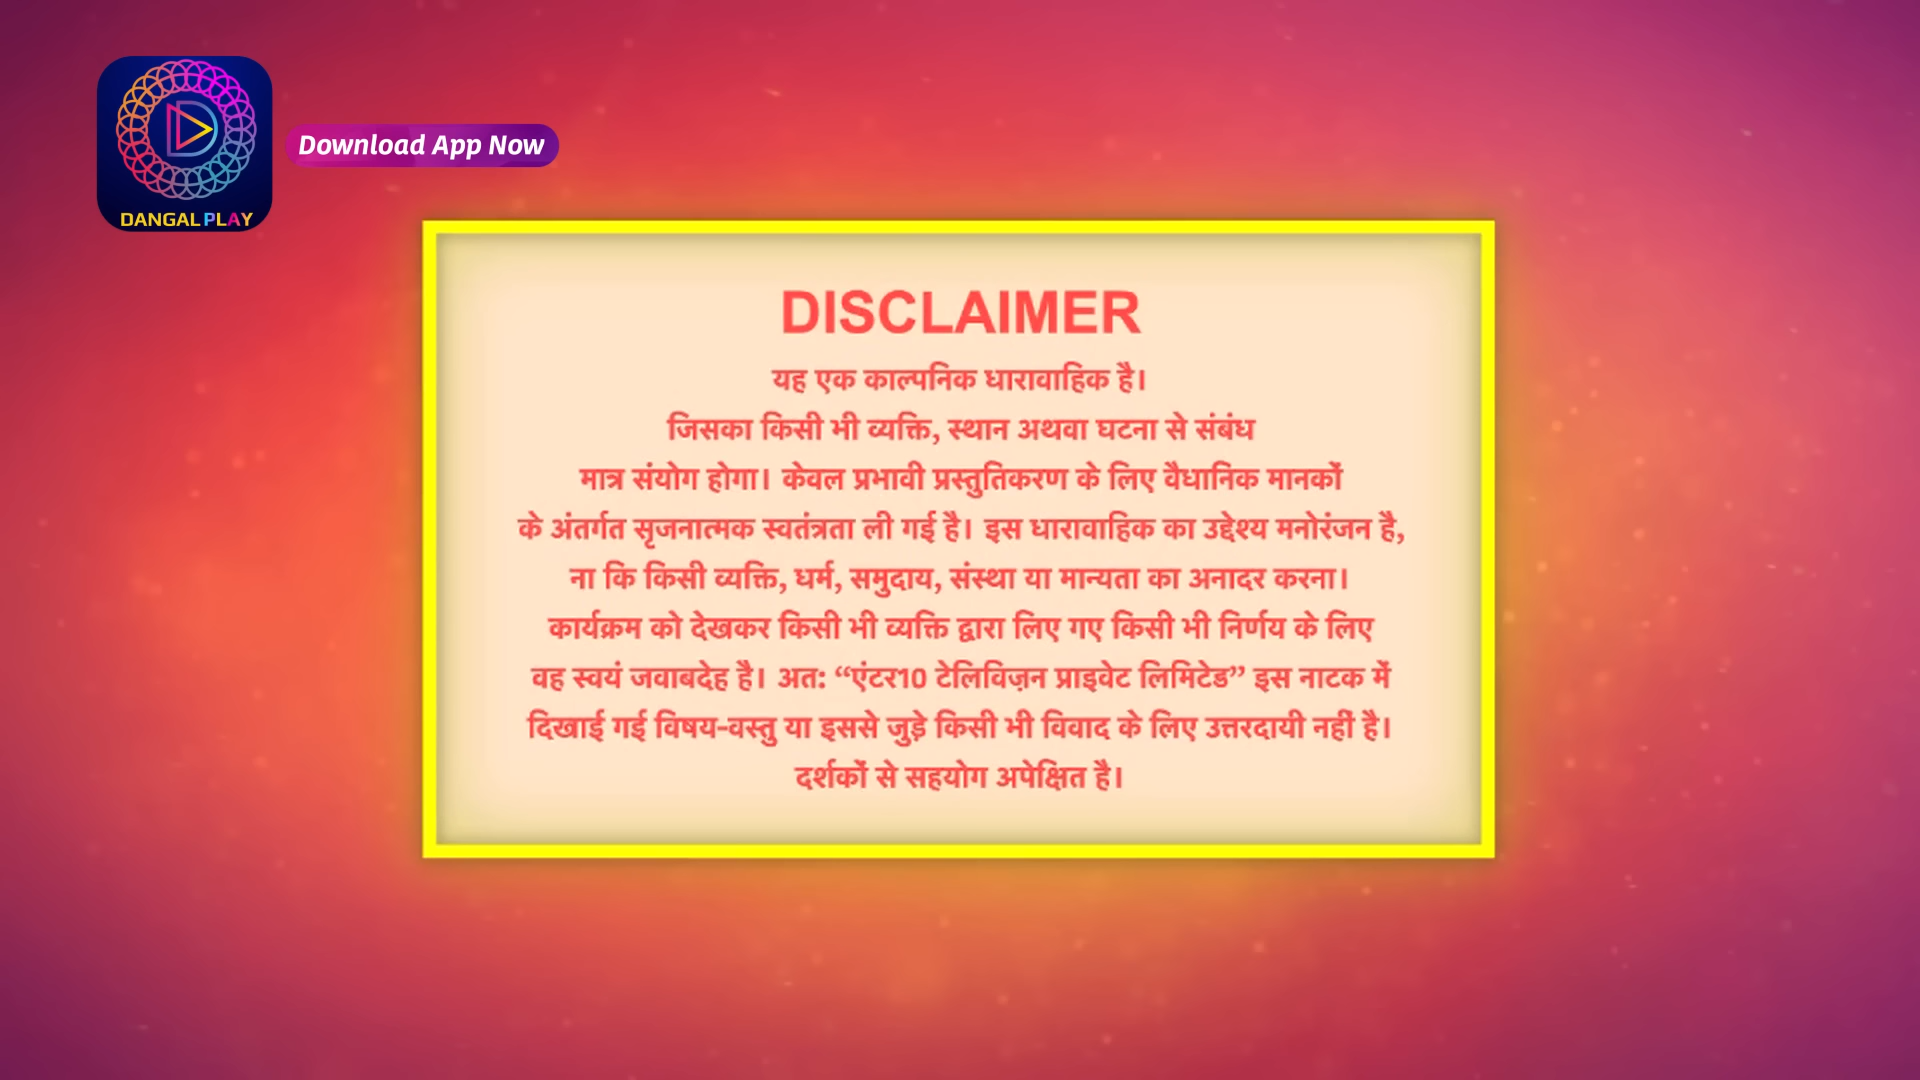 DANGAL PLAY
Download App Now
DISCLAIMER
यह एक काल्पनिक धारावाहिक है।
जिसका किसी भी व्यक्ति, स्थान अथवा घटना से संबंध
मात्र संयोग होगा। केवल प्रभावी प्रस्तुतिकरण के लिए वैधानिक मानकों
के अंतर्गत सृजनात्मक स्वतंत्रता ली गई है। इस धारावाहिक का उद्देश्य मनोरंजन है,
ना कि किसी व्यक्ति, धर्म, समुदाय, संस्था या मान्यता का अनादर करना।
कार्यक्रम को देखकर किसी भी व्यक्ति द्वारा लिए गए किसी भी निर्णय के लिए
वह स्वयं जवाबदेह है। अत: “एंटर10 टेलिविज़न प्राइवेट लिमिटेड” इस नाटक में
दिखाई गई विषय-वस्तु या इससे जुड़े किसी भी विवाद के लिए उत्तरदायी नहीं है।
दर्शकों से सहयोग अपेक्षित है।